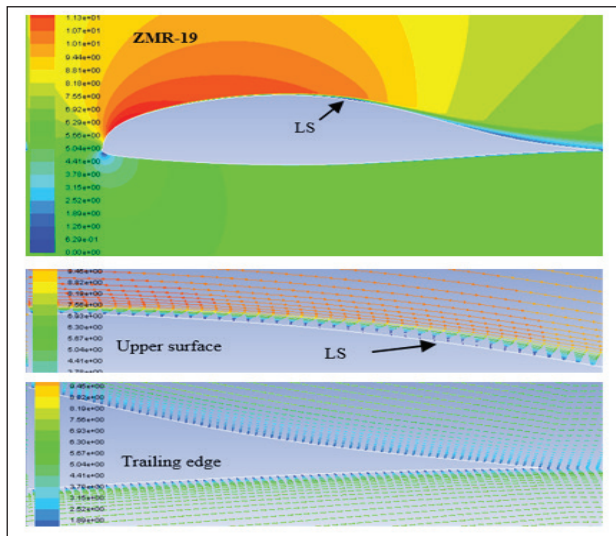 1.13e+01
ZMR-19
1.07e+01
1.01e+01
9.44e+00
8.81e+00
8.18e+00
7.55e+00
6.92e+00
LS
5.66e+00
5.04e+00
4.41e+00
3.78e+00
3.15e+00
2.52e+00
1.89e+00
1.26e+00
6.29e-01
0.00e+00
9.45e+00
8.82e+00
8.19e+00
7.56e+00
6.93e+00
6.30e+00
5.67e+00
Upper surface
LS
5.04e+00
4.41e+00
3.78e+00
9.45e+00
8.82e+00
8.19e+00
7.56e+00
6.93e+00
6.30e+00
5.67e+00
Trailing edge
5.04e+00
4.41e+00
3.78e+00
3.15e+00
2.52e+00
1.89e+00